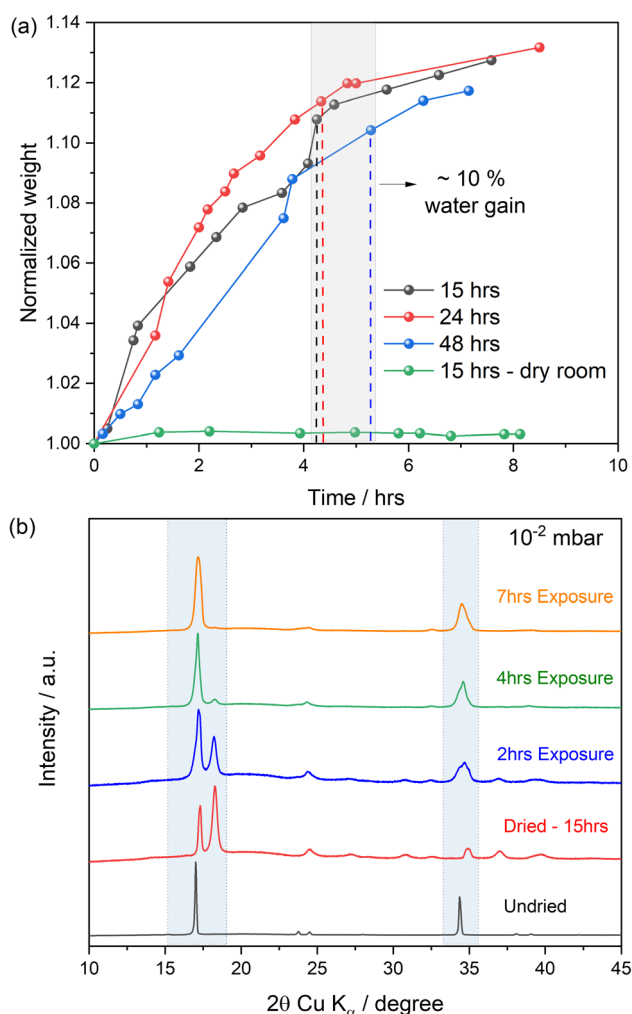 (a)
1.14
1.12
1.10
1.08
1.06
1.04
1.02
1.00
Normalized weight
~ 10 %
water gain
15 hrs
24 hrs
48 hrs
15 hrs - dry room
0
2
4
6
8
10
Time / hrs
(b)
10⁻² mbar
7hrs Exposure
4hrs Exposure
2hrs Exposure
Dried - 15hrs
Undried
Intensity / a.u.
10
15
20
25
30
35
40
45
2θ Cu Kα / degree